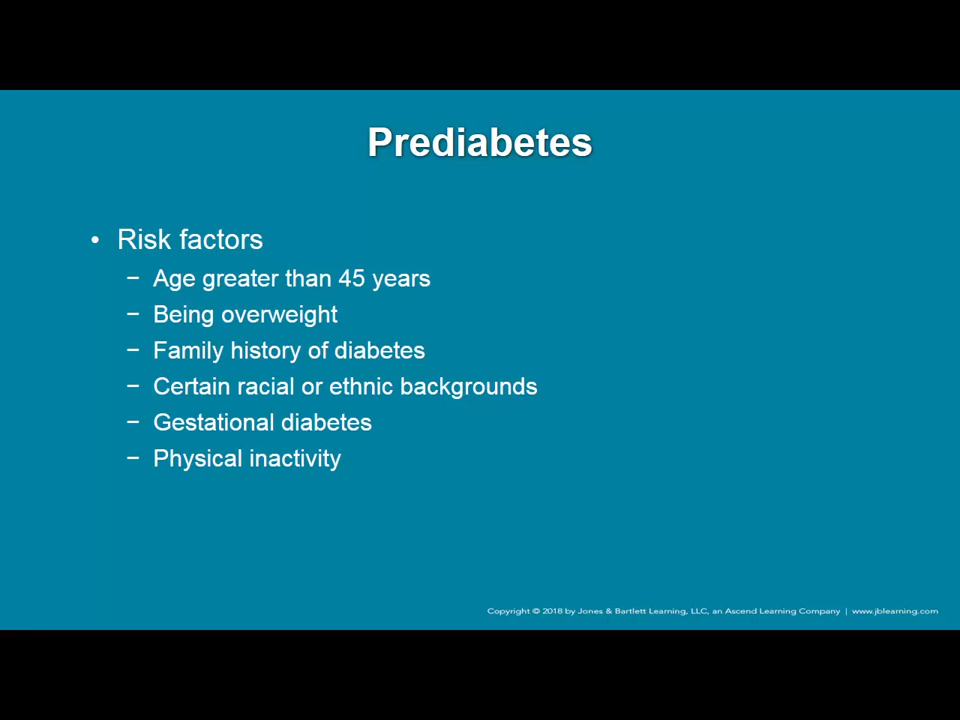 Prediabetes
• Risk factors
− Age greater than 45 years
− Being overweight
− Family history of diabetes
− Certain racial or ethnic backgrounds
− Gestational diabetes
− Physical inactivity
Copyright © 2018 by Jones & Bartlett Learning, LLC, an Ascend Learning Company | www.jblearning.com